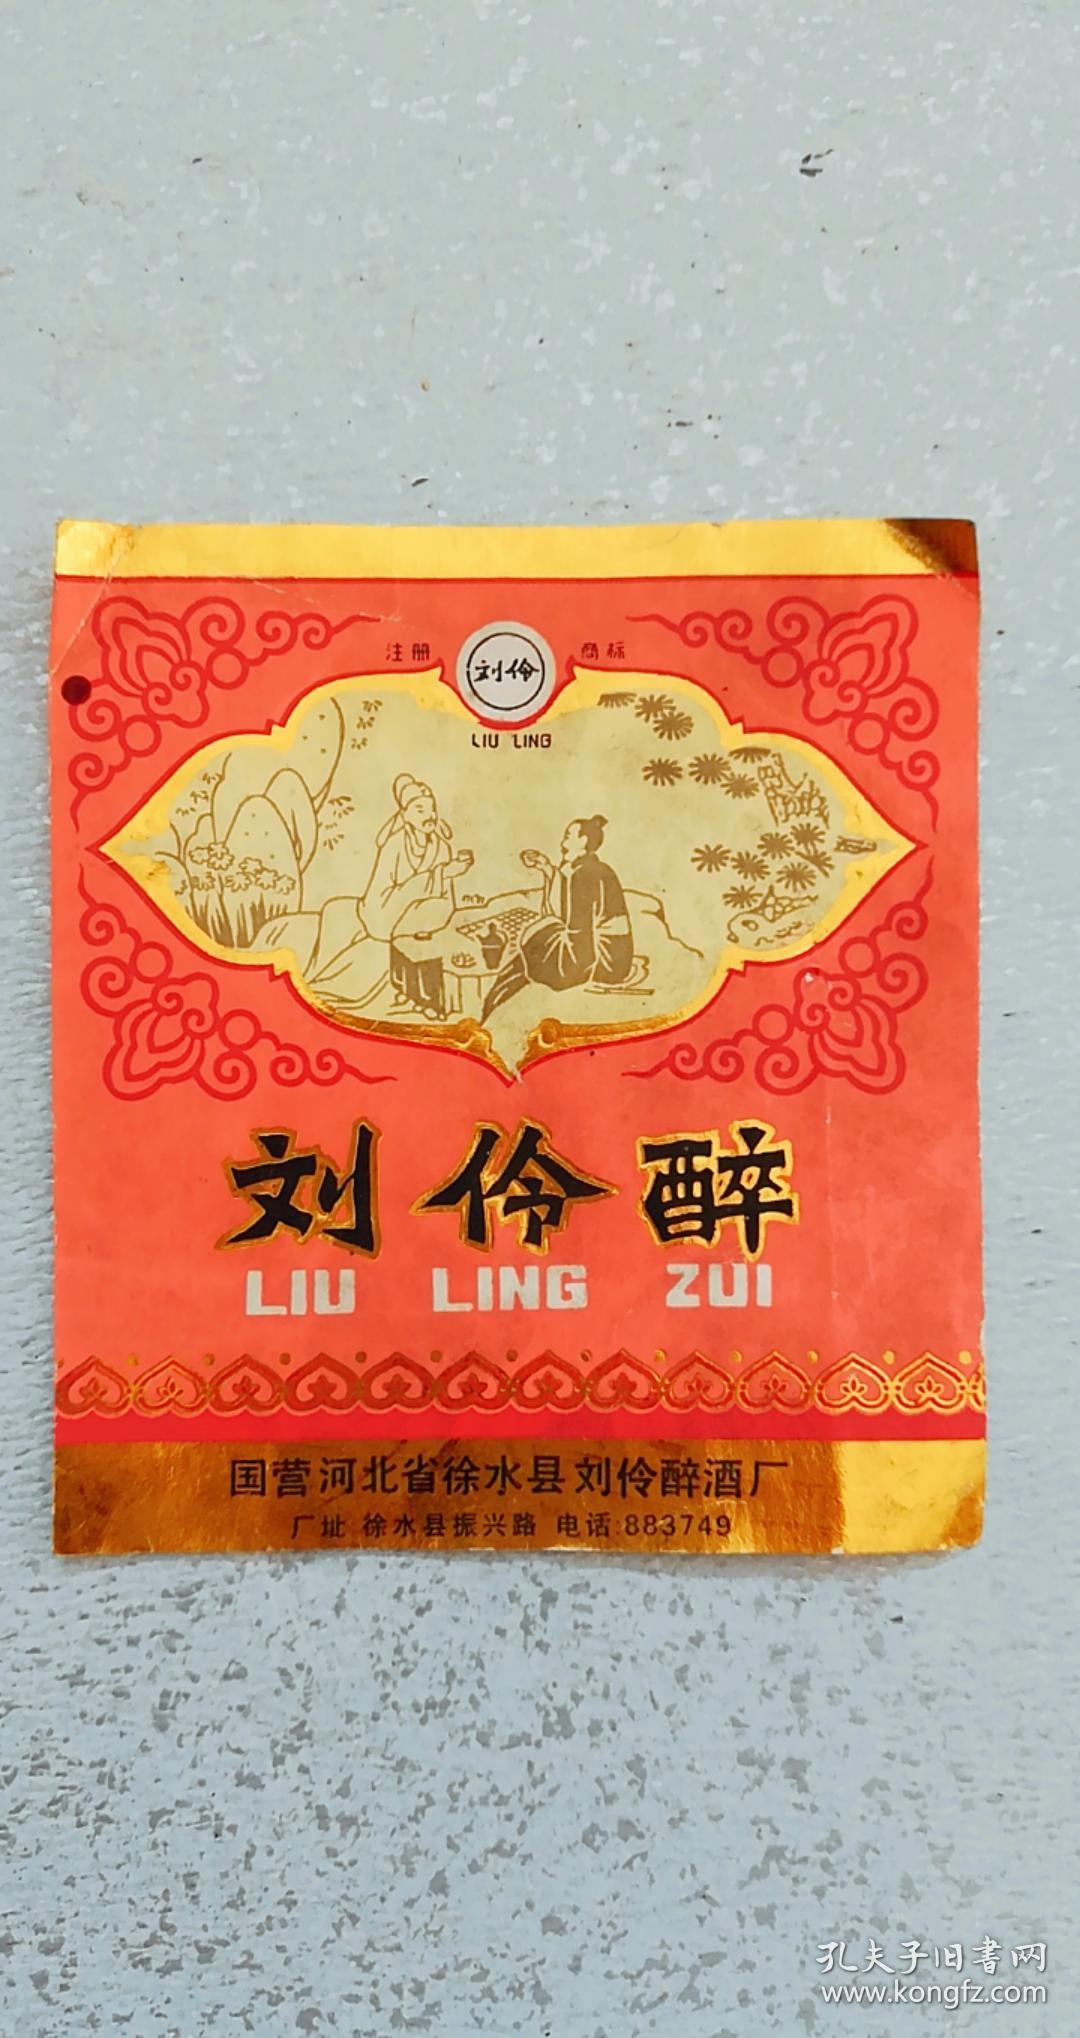 注册 商标
刘伶
LIU LING
刘伶醉
LIU LING ZUI
国营河北省徐水县刘伶醉酒厂
厂址 徐水县振兴路 电话:883749
孔夫子旧書网
www.kongfz.com